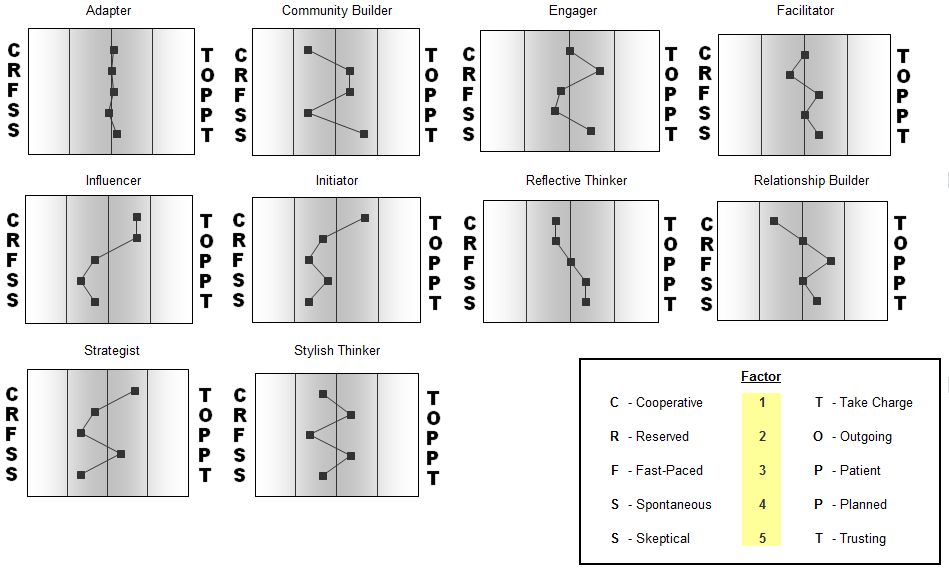 Adapter
Community Builder
Engager
Facilitator
C T
R O
F P
S P
S T
C T
R O
F P
S P
S T
C T
R O
F P
S P
S T
C T
R O
F P
S P
S T
Influencer
Initiator
Reflective Thinker
Relationship Builder
C T
R O
F P
S P
S T
C T
R O
F P
S P
S T
C T
R O
F P
S P
S T
C T
R O
F P
S P
S T
Strategist
Stylish Thinker
C T
R O
F P
S P
S T
C T
R O
F P
S P
S T
Factor
C - Cooperative 1 T - Take Charge
R - Reserved 2 O - Outgoing
F - Fast-Paced 3 P - Patient
S - Spontaneous 4 P - Planned
S - Skeptical 5 T - Trusting